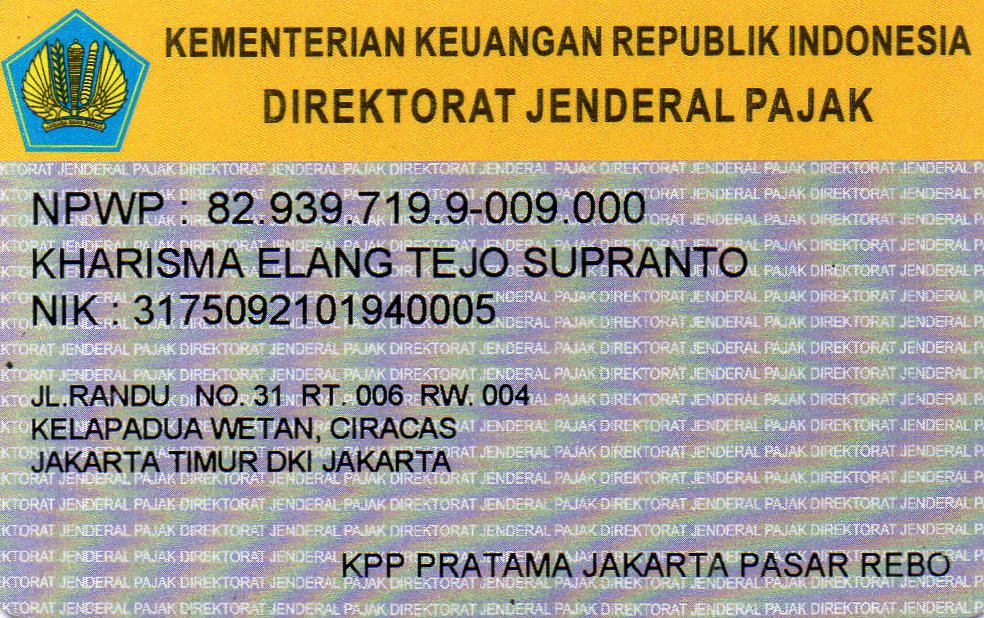 KEMENTERIAN KEUANGAN REPUBLIK INDONESIA
DIREKTORAT JENDERAL PAJAK
NPWP : 82.939.719.9-009.000
KHARISMA ELANG TEJO SUPRANTO
NIK : 3175092101940005
JL.RANDU NO. 31 RT. 006 RW. 004
KELAPADUA WETAN, CIRACAS
JAKARTA TIMUR DKI JAKARTA
KPP PRATAMA JAKARTA PASAR REBO